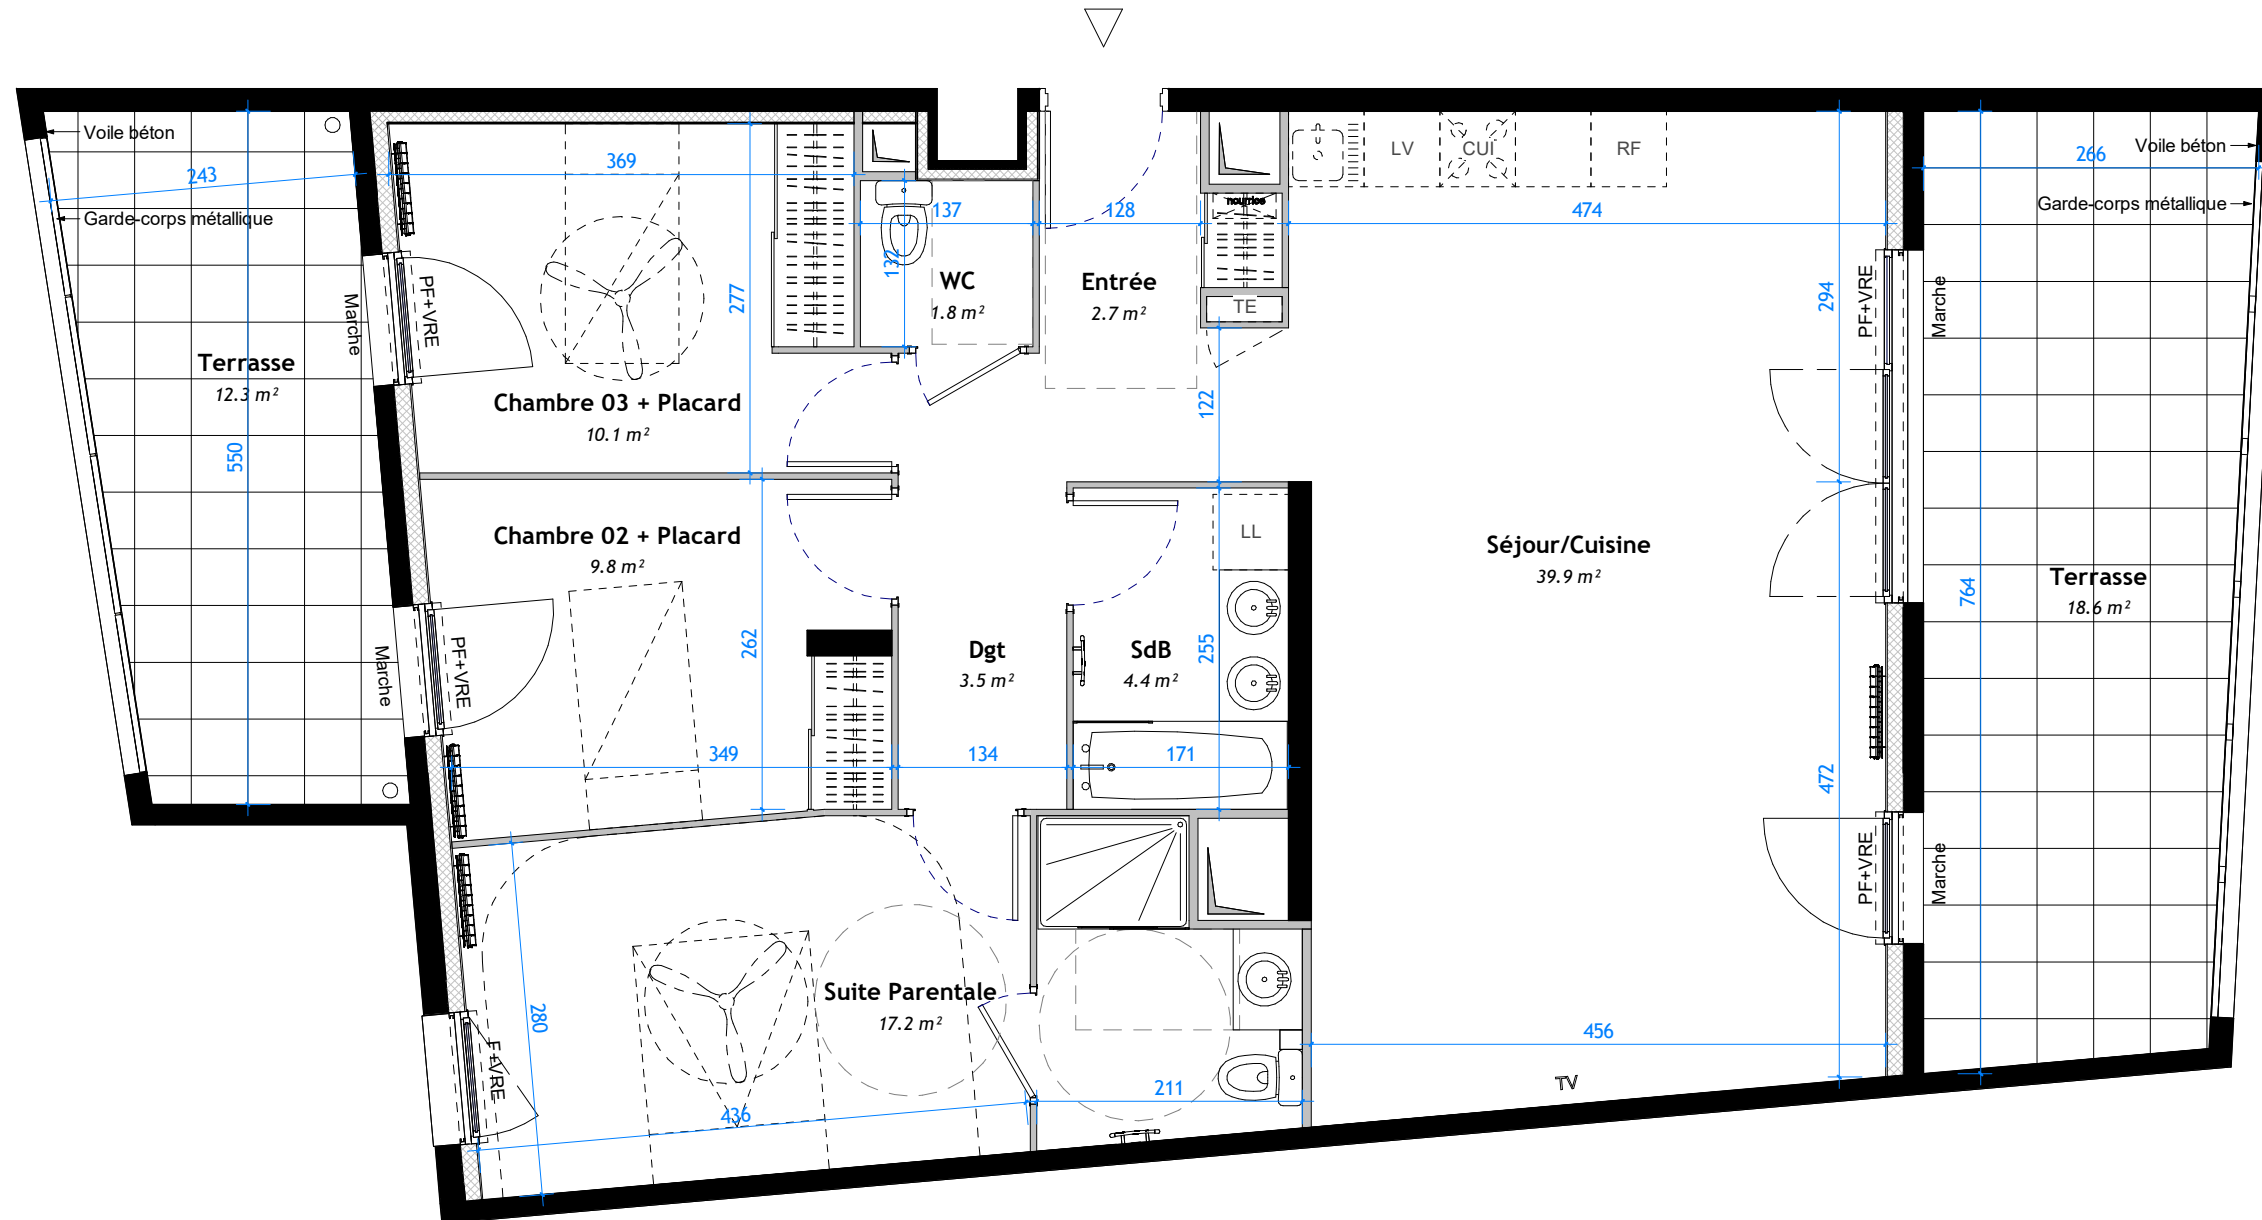 Voile béton
243
Garde-corps métallique
Terrasse
12.3 m²
550
Marche
PF+VRE
369
277
Chambre 03 + Placard
10.1 m²
137
132
WC
1.8 m²
128
Entrée
2.7 m²
nourrice
TE
122
LV
CUI
RF
474
294
PF+VRE
Marche
266
Voile béton
Garde-corps métallique
Chambre 02 + Placard
9.8 m²
262
349
Marche
PF+VRE
Dgt
3.5 m²
134
LL
SdB
4.4 m²
255
171
Séjour/Cuisine
39.9 m²
472
764
Terrasse
18.6 m²
PF+VRE
Marche
Suite Parentale
17.2 m²
280
436
F+VRE
211
456
TV